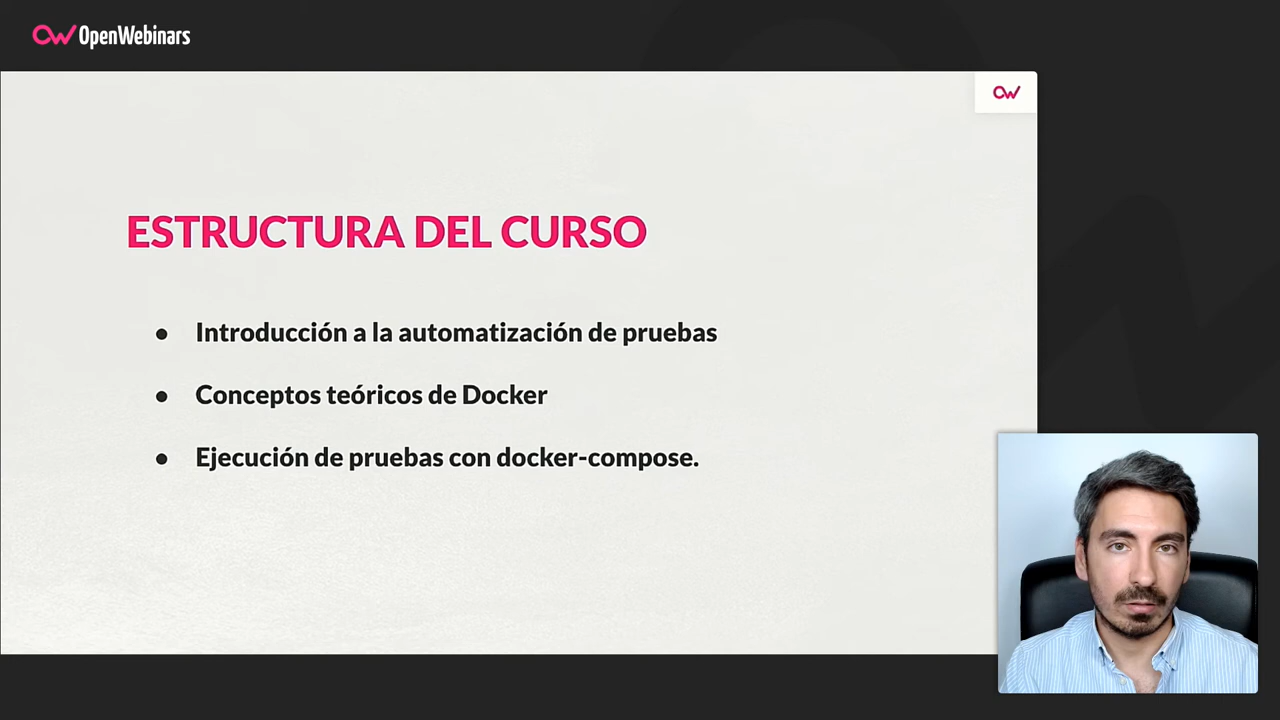 OpenWebinars
ESTRUCTURA DEL CURSO
● Introducción a la automatización de pruebas
● Conceptos teóricos de Docker
● Ejecución de pruebas con docker-compose.